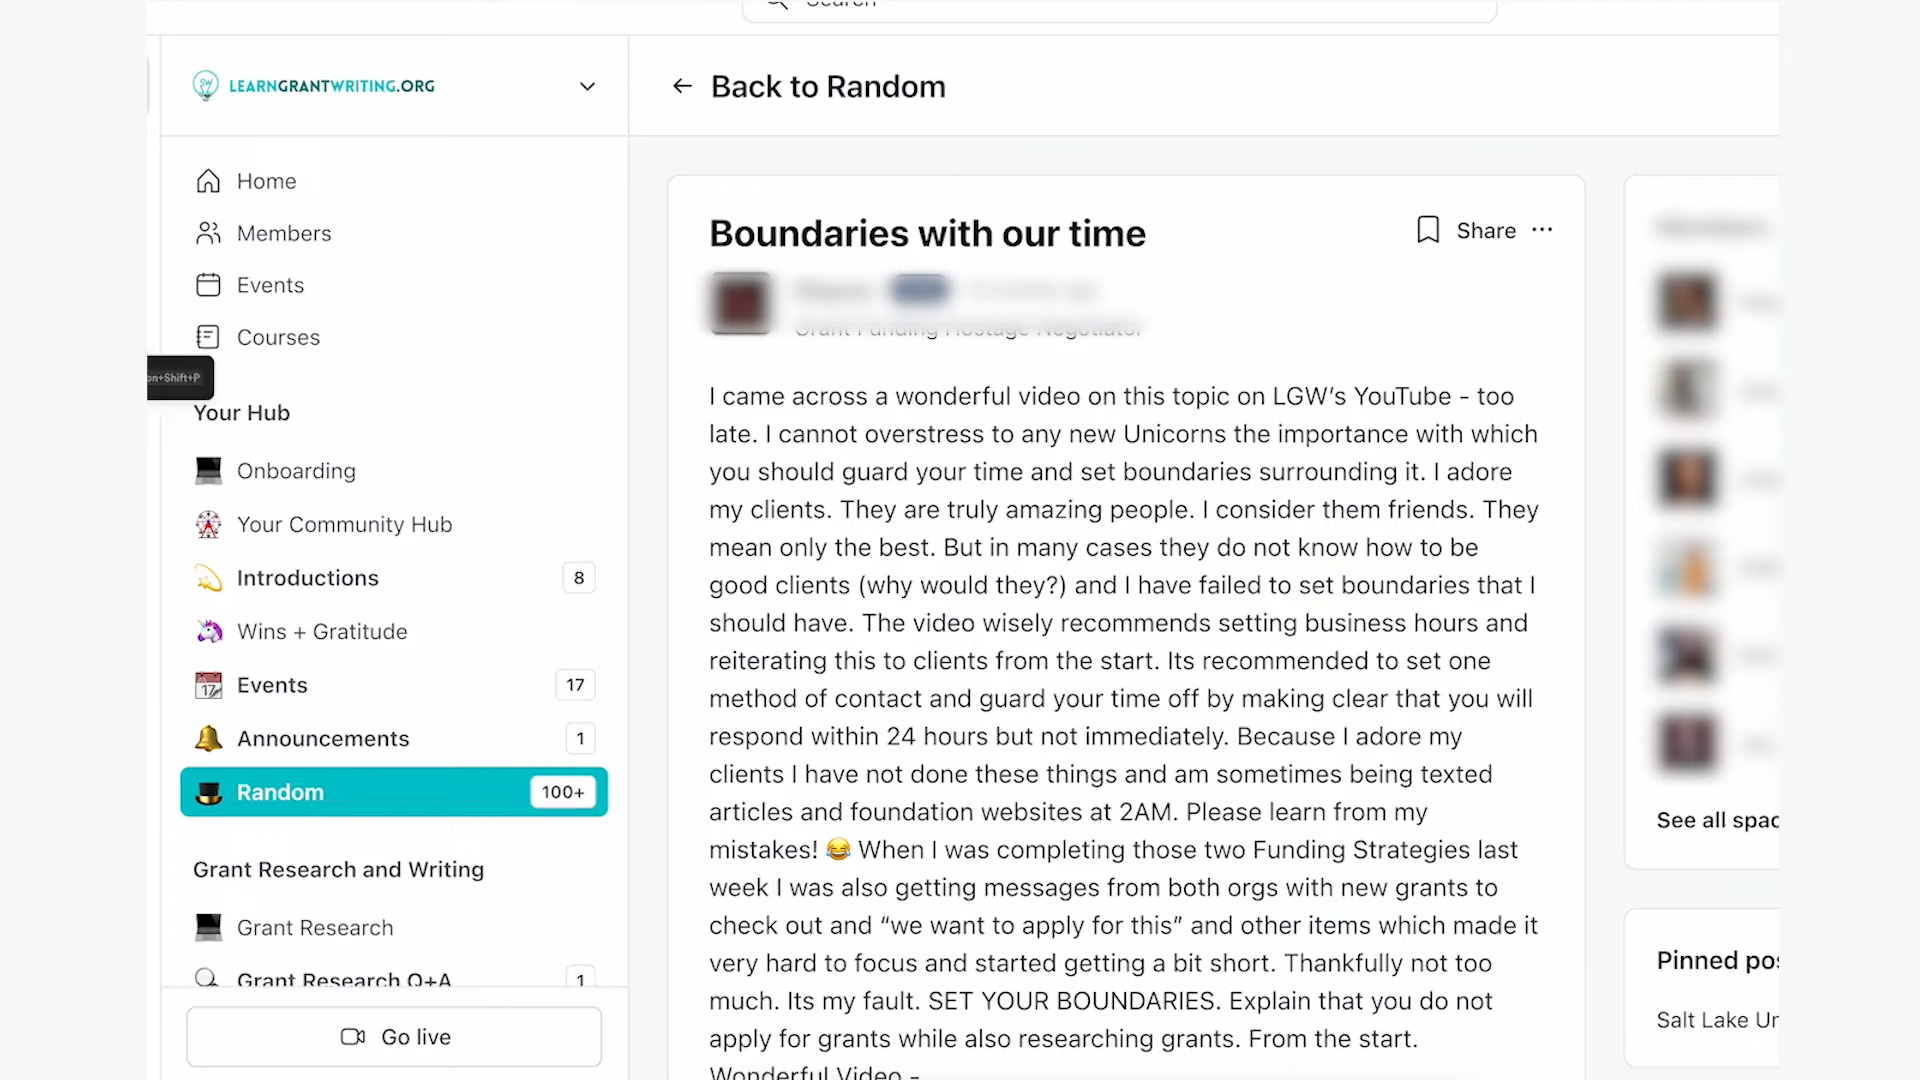 Search
LEARNGRANTWRITING.ORG
Back to Random
Home
Members
Events
Courses
on+Shift+P
Your Hub
Onboarding
Your Community Hub
Introductions 8
Wins + Gratitude
17 Events 17
Announcements 1
Random 100+
Grant Research and Writing
Grant Research
Grant Research Q+A 1
Go live
Boundaries with our time
Share
Grant Funding Hostage Negotiator
I came across a wonderful video on this topic on LGW’s YouTube - too
late. I cannot overstress to any new Unicorns the importance with which
you should guard your time and set boundaries surrounding it. I adore
my clients. They are truly amazing people. I consider them friends. They
mean only the best. But in many cases they do not know how to be
good clients (why would they?) and I have failed to set boundaries that I
should have. The video wisely recommends setting business hours and
reiterating this to clients from the start. Its recommended to set one
method of contact and guard your time off by making clear that you will
respond within 24 hours but not immediately. Because I adore my
clients I have not done these things and am sometimes being texted
articles and foundation websites at 2AM. Please learn from my
mistakes! 😂 When I was completing those two Funding Strategies last
week I was also getting messages from both orgs with new grants to
check out and “we want to apply for this” and other items which made it
very hard to focus and started getting a bit short. Thankfully not too
much. Its my fault. SET YOUR BOUNDARIES. Explain that you do not
apply for grants while also researching grants. From the start.
Wonderful Video -
See all spac
Pinned pos
Salt Lake Ur